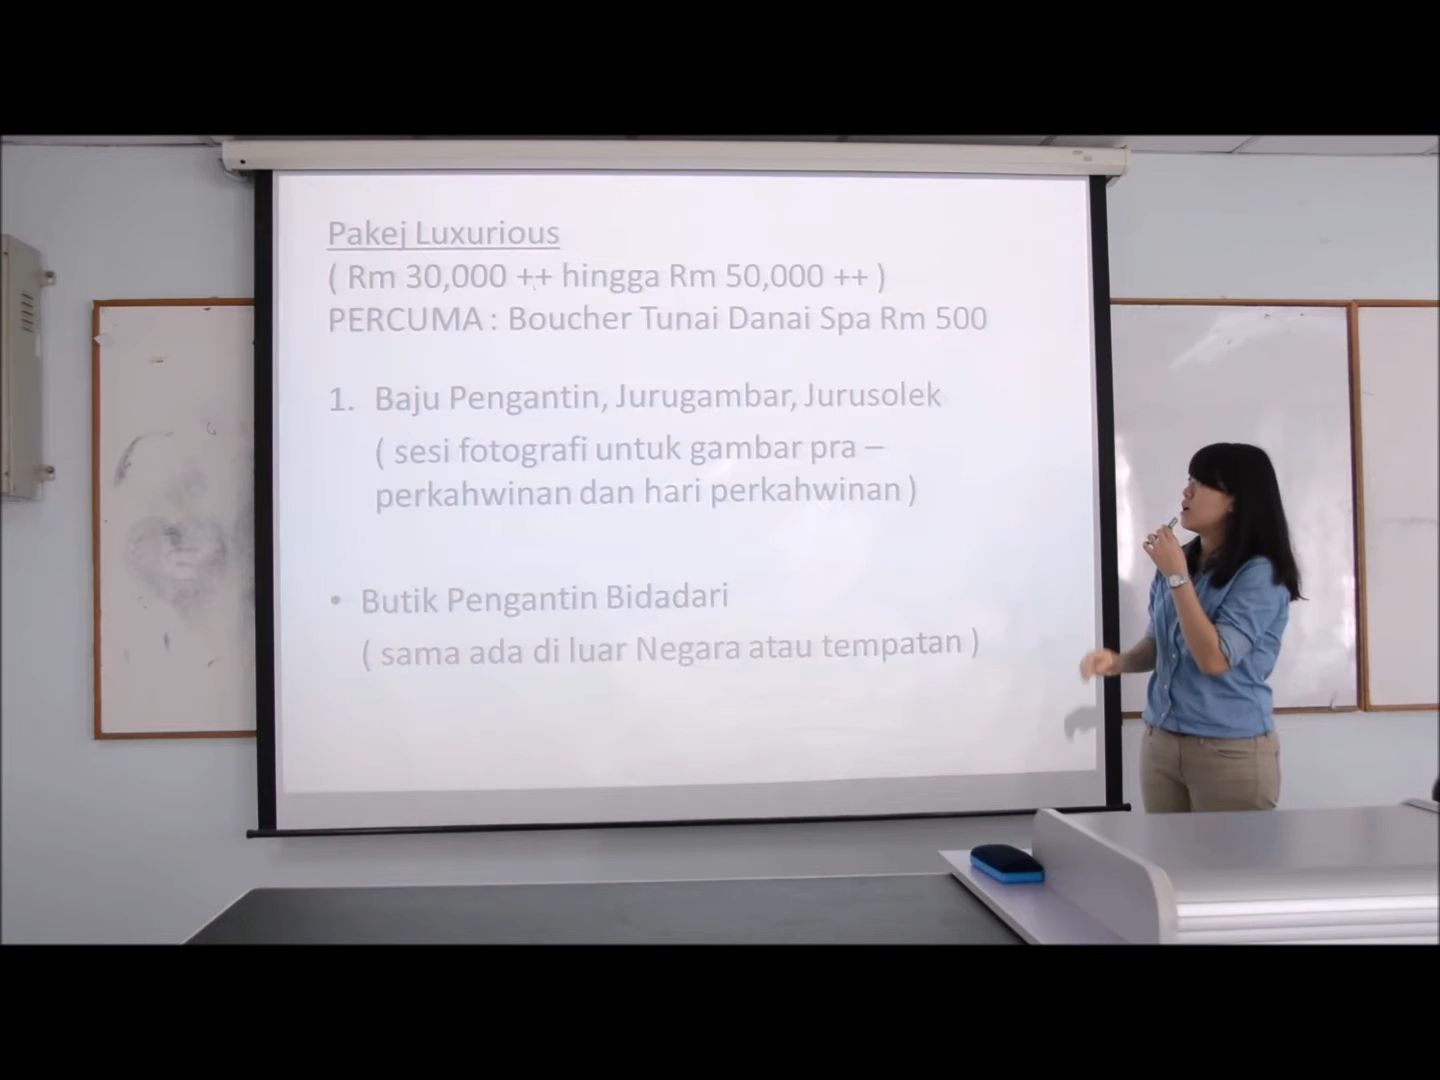 Pakej Luxurious
( Rm 30,000 ++ hingga Rm 50,000 ++ )
PERCUMA : Boucher Tunai Danai Spa Rm 500
1. Baju Pengantin, Jurugambar, Jurusolek
( sesi fotografi untuk gambar pra –
perkahwinan dan hari perkahwinan )
• Butik Pengantin Bidadari
( sama ada di luar Negara atau tempatan )